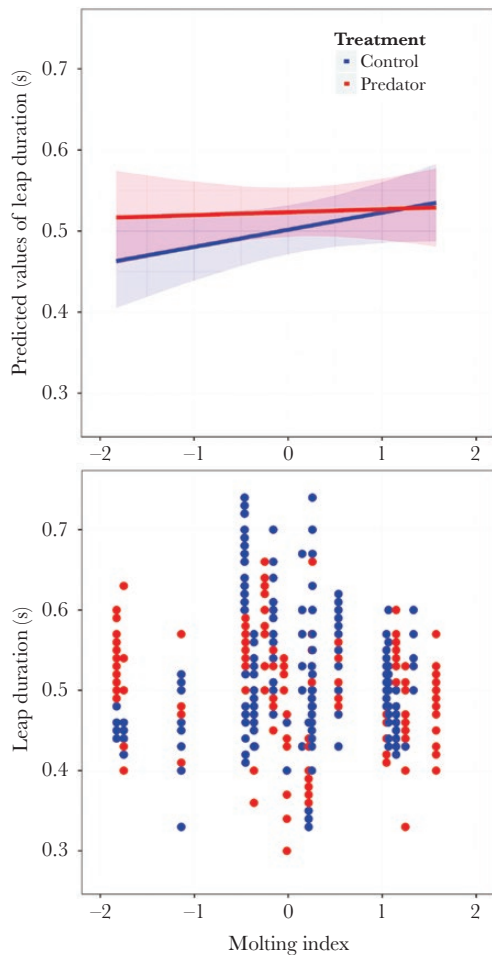 Treatment
Control
Predator
Predicted values of leap duration (s)
0.7
0.6
0.5
0.4
0.3
–2 –1 0 1 2
Leap duration (s)
0.7
0.6
0.5
0.4
0.3
–2 –1 0 1 2
Molting index